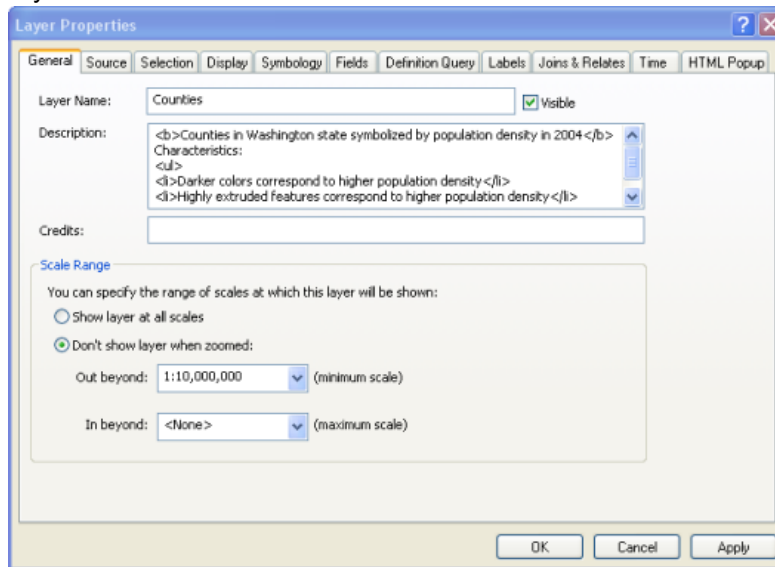 Layer Properties
General Source Selection Display Symbology Fields Definition Query Labels Joins & Relates Time HTML Popup
Layer Name: Counties Visible
Description: <b>Counties in Washington state symbolized by population density in 2004</b>
Characteristics:
<ul>
<li>Darker colors correspond to higher population density</li>
<li>Highly extruded features correspond to higher population density</li>
Credits:
Scale Range
You can specify the range of scales at which this layer will be shown:
Show layer at all scales
Don't show layer when zoomed:
Out beyond: 1:10,000,000 (minimum scale)
In beyond: <None> (maximum scale)
OK Cancel Apply